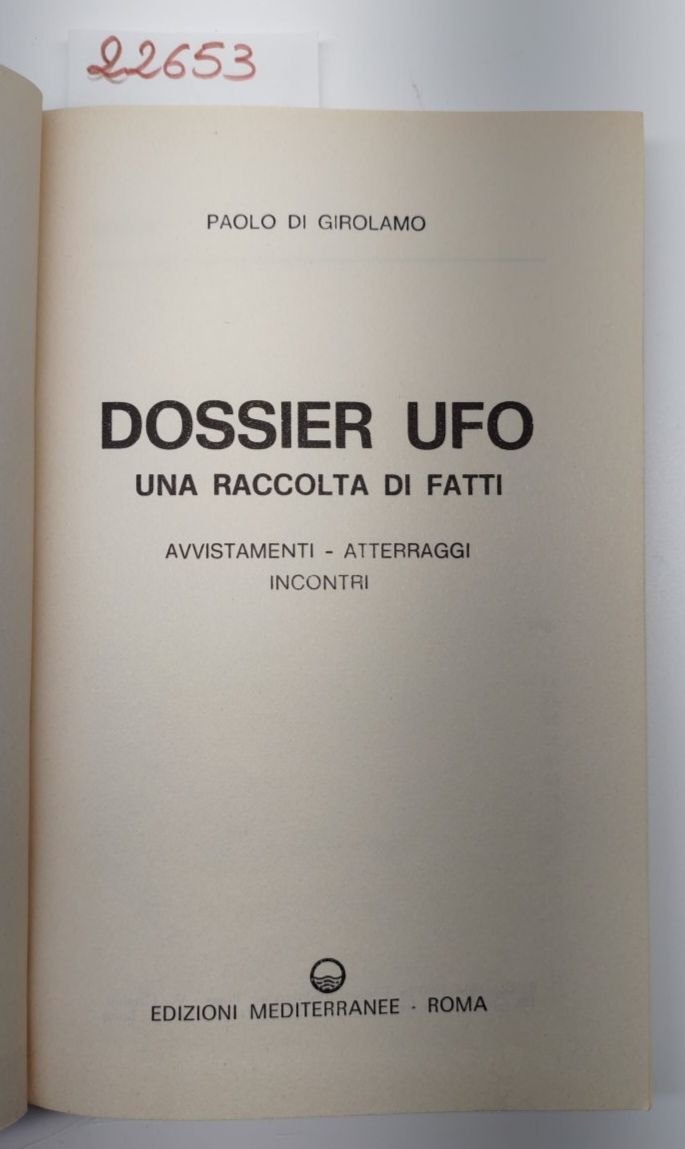 22653
PAOLO DI GIROLAMO
DOSSIER UFO
UNA RACCOLTA DI FATTI
AVVISTAMENTI - ATTERRAGGI
INCONTRI
EDIZIONI MEDITERRANEE - ROMA